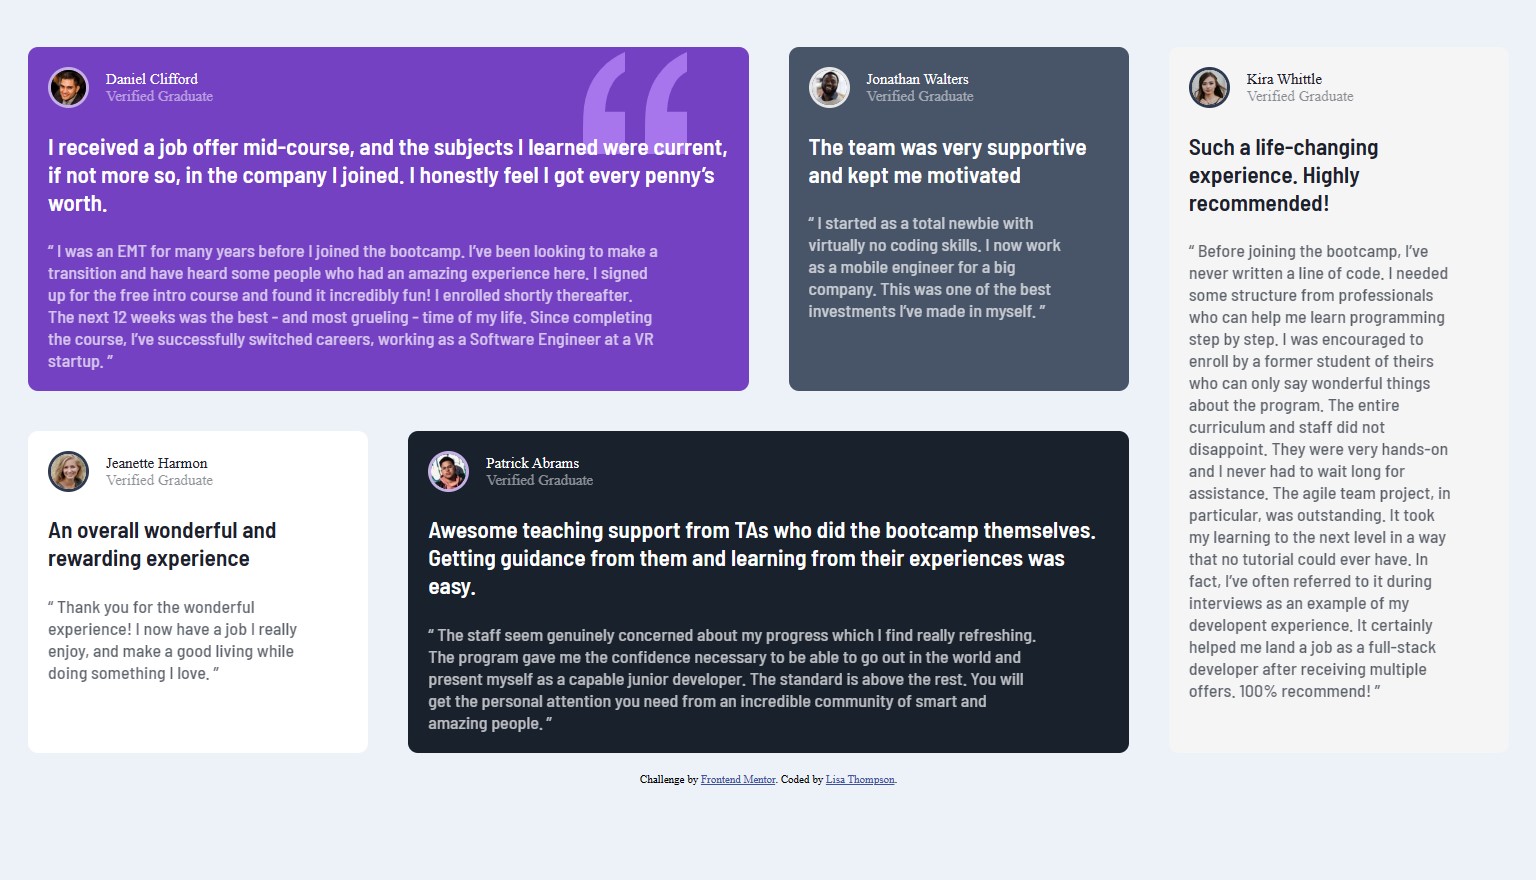 Daniel Clifford
Verified Graduate
I received a job offer mid-course, and the subjects I learned were current,
if not more so, in the company I joined. I honestly feel I got every penny’s
worth.
“ I was an EMT for many years before I joined the bootcamp. I’ve been looking to make a
transition and have heard some people who had an amazing experience here. I signed
up for the free intro course and found it incredibly fun! I enrolled shortly thereafter.
The next 12 weeks was the best - and most grueling - time of my life. Since completing
the course, I’ve successfully switched careers, working as a Software Engineer at a VR
startup. ”
Jonathan Walters
Verified Graduate
The team was very supportive
and kept me motivated
“ I started as a total newbie with
virtually no coding skills. I now work
as a mobile engineer for a big
company. This was one of the best
investments I’ve made in myself. ”
Kira Whittle
Verified Graduate
Such a life-changing
experience. Highly
recommended!
“ Before joining the bootcamp, I’ve
never written a line of code. I needed
some structure from professionals
who can help me learn programming
step by step. I was encouraged to
enroll by a former student of theirs
who can only say wonderful things
about the program. The entire
curriculum and staff did not
disappoint. They were very hands-on
and I never had to wait long for
assistance. The agile team project, in
particular, was outstanding. It took
my learning to the next level in a way
that no tutorial could ever have. In
fact, I’ve often referred to it during
interviews as an example of my
developent experience. It certainly
helped me land a job as a full-stack
developer after receiving multiple
offers. 100% recommend! ”
Jeanette Harmon
Verified Graduate
An overall wonderful and
rewarding experience
“ Thank you for the wonderful
experience! I now have a job I really
enjoy, and make a good living while
doing something I love. ”
Patrick Abrams
Verified Graduate
Awesome teaching support from TAs who did the bootcamp themselves.
Getting guidance from them and learning from their experiences was
easy.
“ The staff seem genuinely concerned about my progress which I find really refreshing.
The program gave me the confidence necessary to be able to go out in the world and
present myself as a capable junior developer. The standard is above the rest. You will
get the personal attention you need from an incredible community of smart and
amazing people. ”
Challenge by Frontend Mentor. Coded by Lisa Thompson.